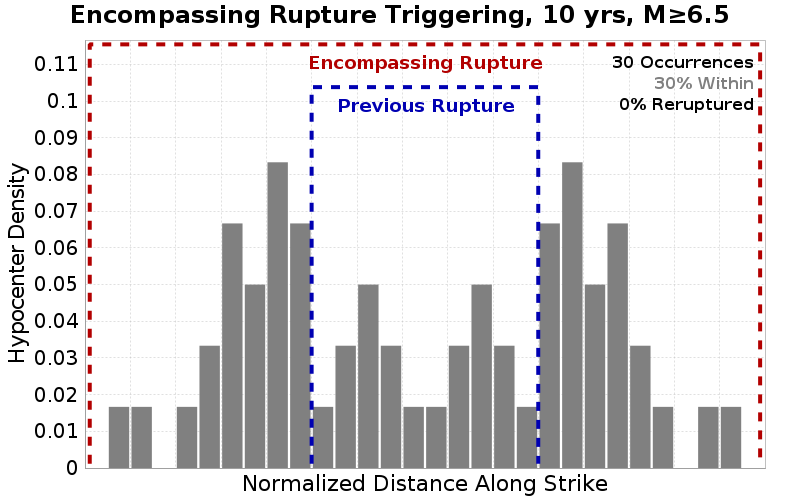 Encompassing Rupture Triggering, 10 yrs, M≥6.5
Encompassing Rupture
30 Occurrences
30% Within
0% Reruptured
Previous Rupture
Hypocenter Density
0.11
0.1
0.09
0.08
0.07
0.06
0.05
0.04
0.03
0.02
0.01
0
Normalized Distance Along Strike